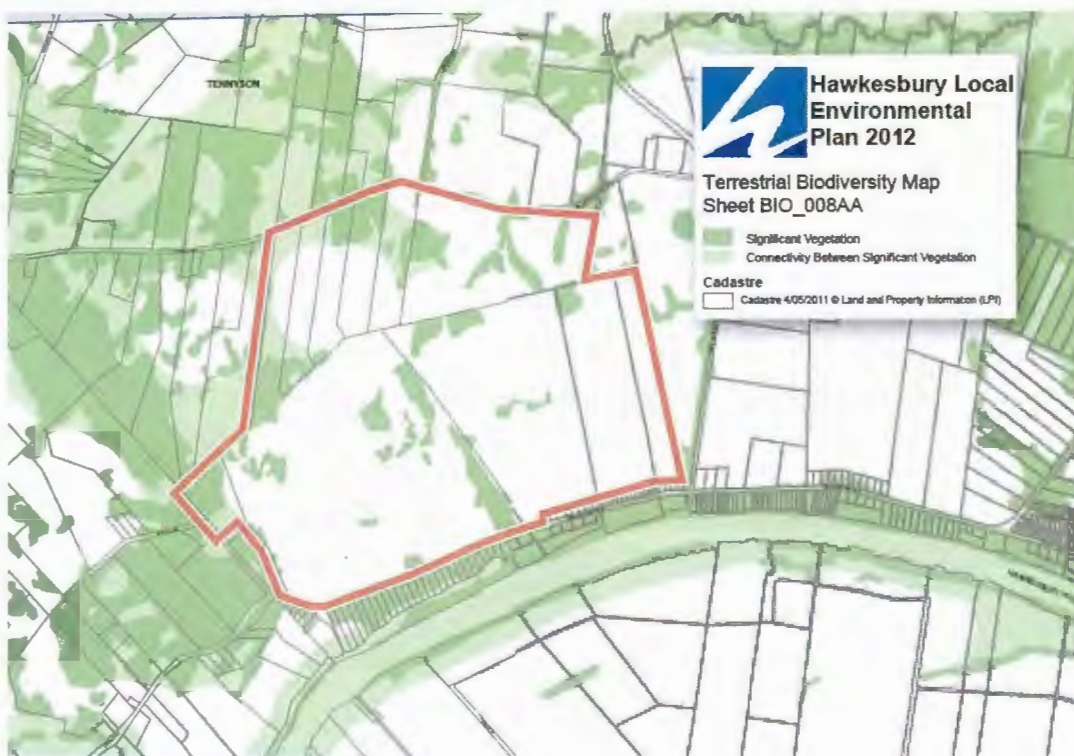 TENNYSON
Hawkesbury Local
Environmental
Plan 2012
Terrestrial Biodiversity Map
Sheet BIO_008AA
Significant Vegetation
Connectivity Between Significant Vegetation
Cadastre
Cadastre 4/05/2011 © Land and Property Information (LPI)